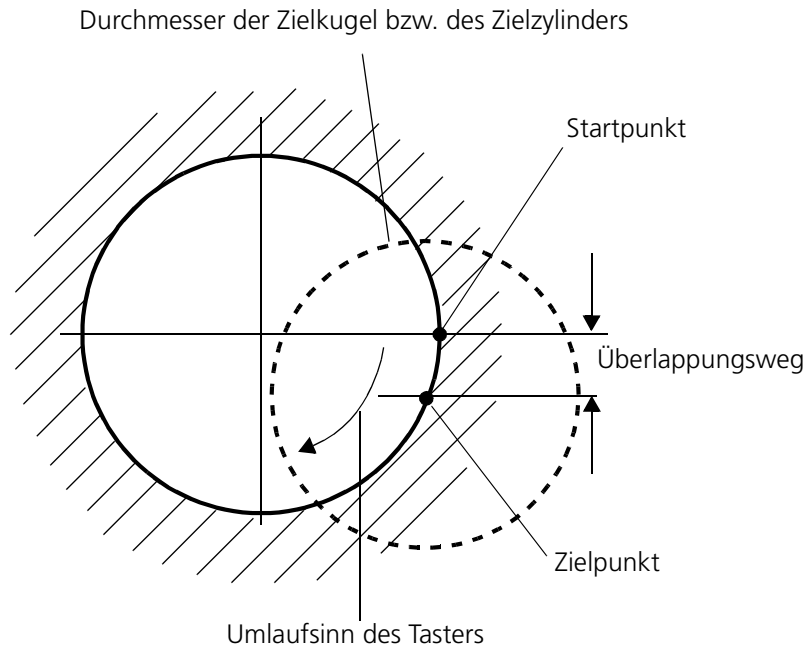 Durchmesser der Zielkugel bzw. des Zielzylinders
Startpunkt
Überlappungsweg
Zielpunkt
Umlaufsinn des Tasters